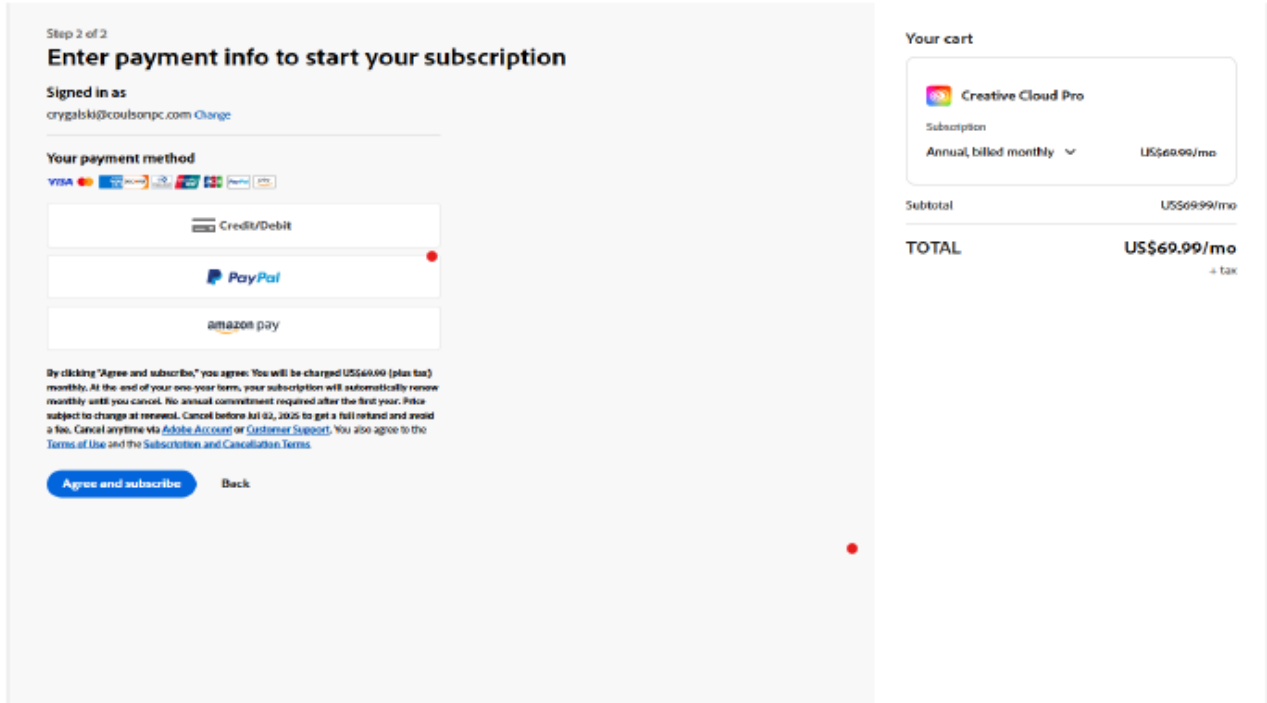 Step 2 of 2
Enter payment info to start your subscription
Signed in as
crygalski@coulsonpc.com Change
Your payment method
VISA
Credit/Debit
PayPal
amazon pay
By clicking "Agree and subscribe," you agree: You will be charged US$69.99 (plus tax)
monthly. At the end of your one-year term, your subscription will automatically renew
monthly until you cancel. No annual commitment required after the first year. Price
subject to change at renewal. Cancel before Jul 02, 2025 to get a full refund and avoid
a fee. Cancel anytime via Adobe Account or Customer Support. You also agree to the
Terms of Use and the Subscription and Cancellation Terms
Agree and subscribe Back
Your cart
Creative Cloud Pro
Subscription
Annual, billed monthly US$69.99/mo
Subtotal US$69.99/mo
TOTAL US$69.99/mo
+ tax